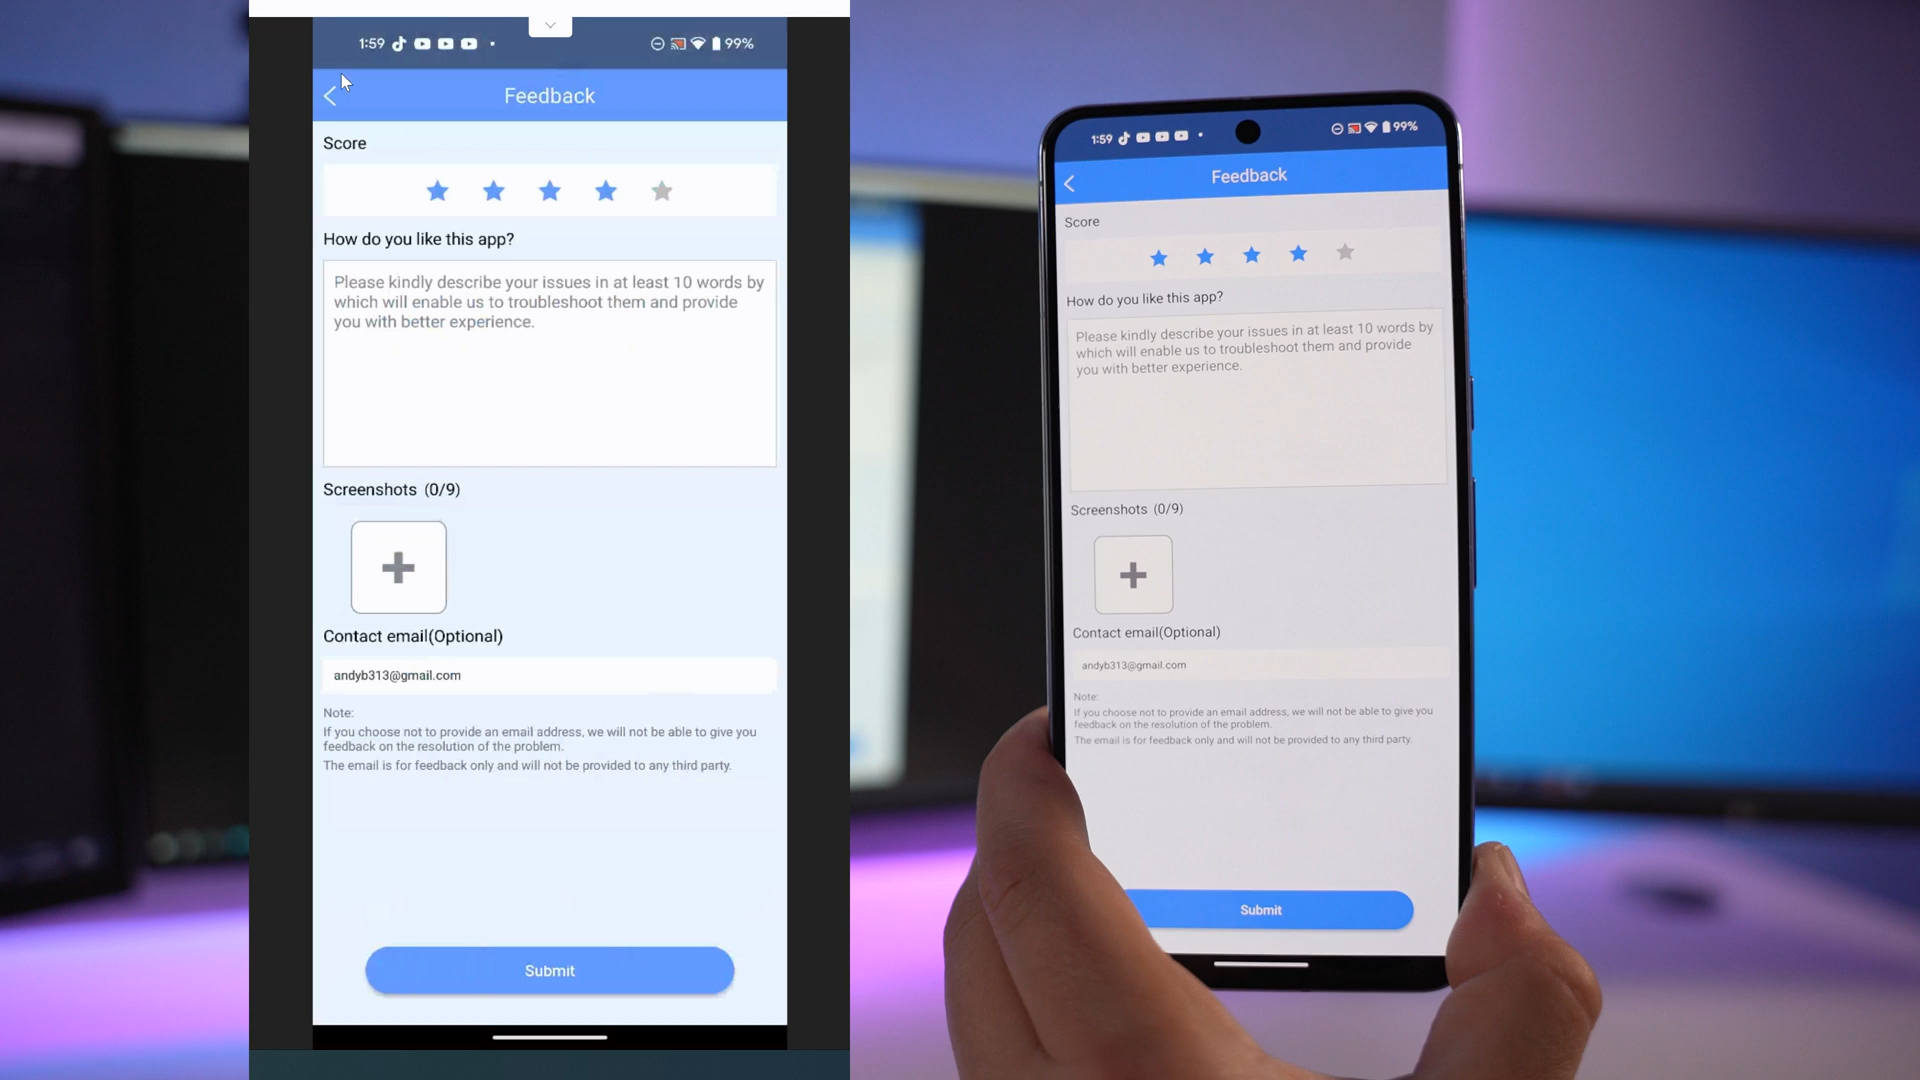 1:59
99%
Feedback
Score
How do you like this app?
Please kindly describe your issues in at least 10 words by
which will enable us to troubleshoot them and provide
you with better experience.
Screenshots (0/9)
Contact email(Optional)
andyb313@gmail.com
Note:
If you choose not to provide an email address, we will not be able to give you
feedback on the resolution of the problem.
The email is for feedback only and will not be provided to any third party.
Submit
1:59
99%
Feedback
Score
How do you like this app?
Please kindly describe your issues in at least 10 words by
which will enable us to troubleshoot them and provide
you with better experience.
Screenshots (0/9)
Contact email(Optional)
andyb313@gmail.com
Note:
If you choose not to provide an email address, we will not be able to give you
feedback on the resolution of the problem.
The email is for feedback only and will not be provided to any third party.
Submit